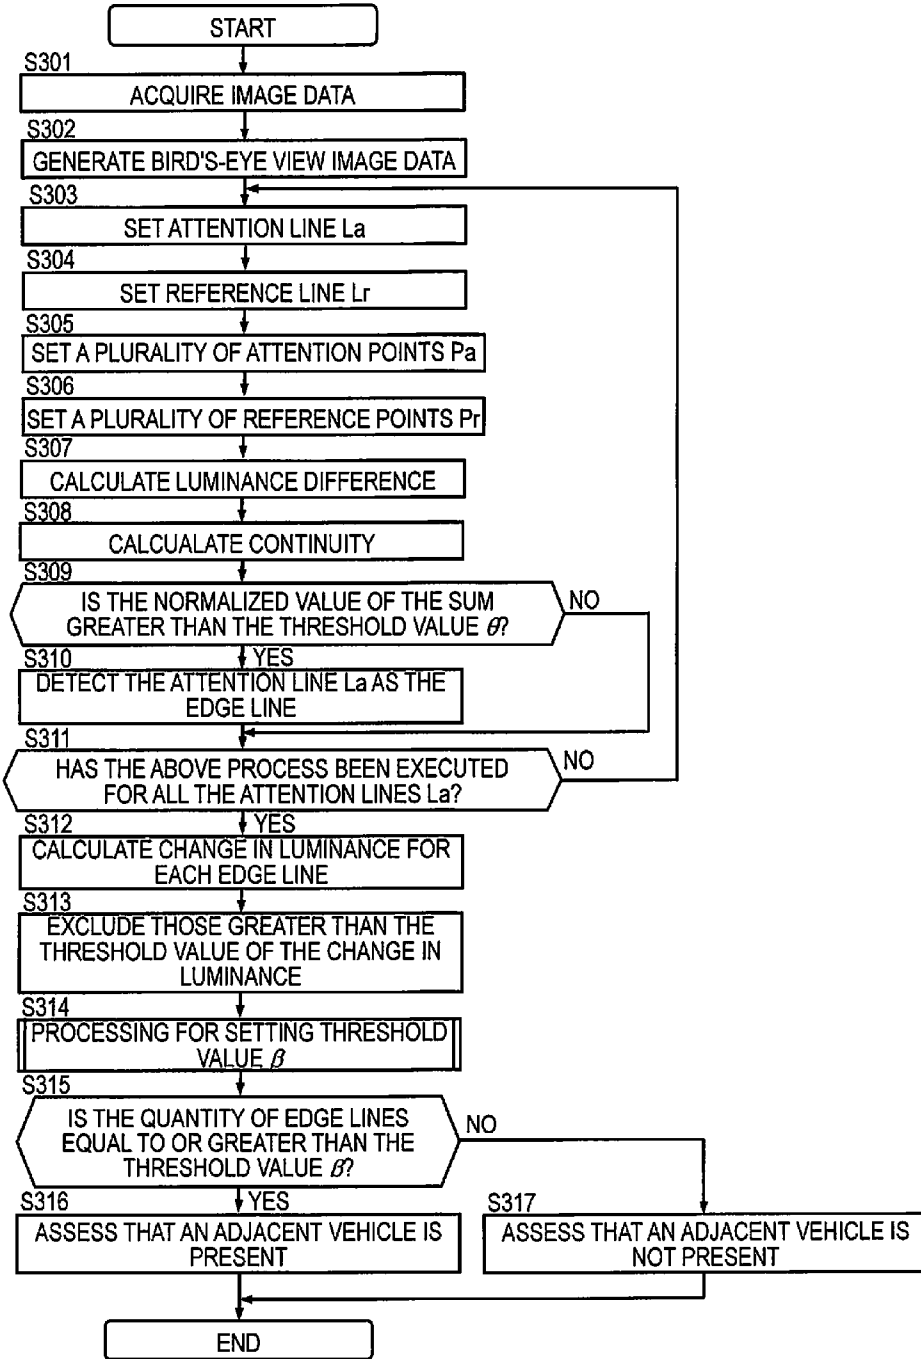 START
S301
ACQUIRE IMAGE DATA
S302
GENERATE BIRD'S-EYE VIEW IMAGE DATA
S303
SET ATTENTION LINE La
S304
SET REFERENCE LINE Lr
S305
SET A PLURALITY OF ATTENTION POINTS Pa
S306
SET A PLURALITY OF REFERENCE POINTS Pr
S307
CALCULATE LUMINANCE DIFFERENCE
S308
CALCUALATE CONTINUITY
S309
IS THE NORMALIZED VALUE OF THE SUM
GREATER THAN THE THRESHOLD VALUE θ?
NO
YES
S310
DETECT THE ATTENTION LINE La AS THE
EDGE LINE
S311
HAS THE ABOVE PROCESS BEEN EXECUTED
FOR ALL THE ATTENTION LINES La?
NO
YES
S312
CALCULATE CHANGE IN LUMINANCE FOR
EACH EDGE LINE
S313
EXCLUDE THOSE GREATER THAN THE
THRESHOLD VALUE OF THE CHANGE IN
LUMINANCE
S314
PROCESSING FOR SETTING THRESHOLD
VALUE β
S315
IS THE QUANTITY OF EDGE LINES
EQUAL TO OR GREATER THAN THE
THRESHOLD VALUE β?
NO
YES
S316
ASSESS THAT AN ADJACENT VEHICLE IS
PRESENT
S317
ASSESS THAT AN ADJACENT VEHICLE IS
NOT PRESENT
END